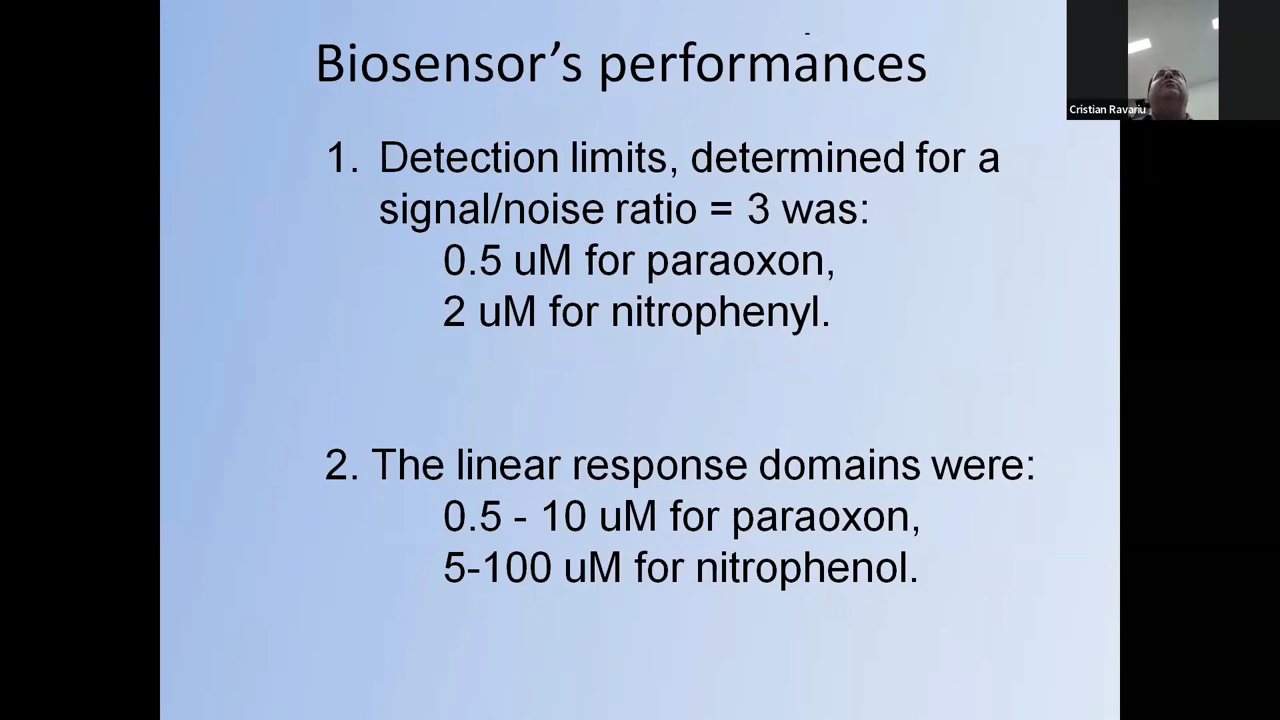 Biosensor’s performances
Cristian Ravariu
1. Detection limits, determined for a
signal/noise ratio = 3 was:
0.5 uM for paraoxon,
2 uM for nitrophenyl.
2. The linear response domains were:
0.5 - 10 uM for paraoxon,
5-100 uM for nitrophenol.